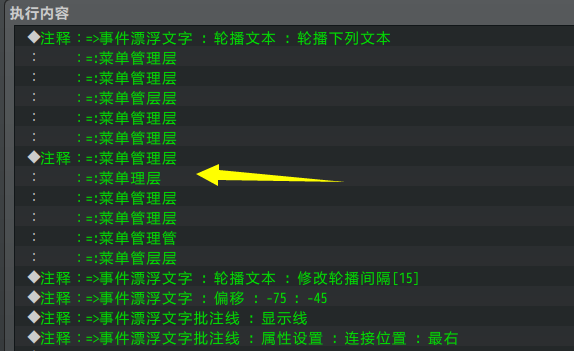 执行内容
◆注释：=>事件漂浮文字 : 轮播文本 : 轮播下列文本
：    ：=:菜单管理层
：    ：=:菜单管理层
：    ：=:菜单管层层
：    ：=:菜单管理层
：    ：=:菜单管理层
◆注释：=:菜单管理层
：    ：=:菜单理层
：    ：=:菜单管理层
：    ：=:菜单管理层
：    ：=:菜单管理管
：    ：=:菜单管层层
◆注释：=>事件漂浮文字 : 轮播文本 : 修改轮播间隔[15]
◆注释：=>事件漂浮文字 : 偏移 : -75 : -45
◆注释：=>事件漂浮文字批注线 : 显示线
◆注释：=>事件漂浮文字批注线 : 属性设置 : 连接位置 : 最右